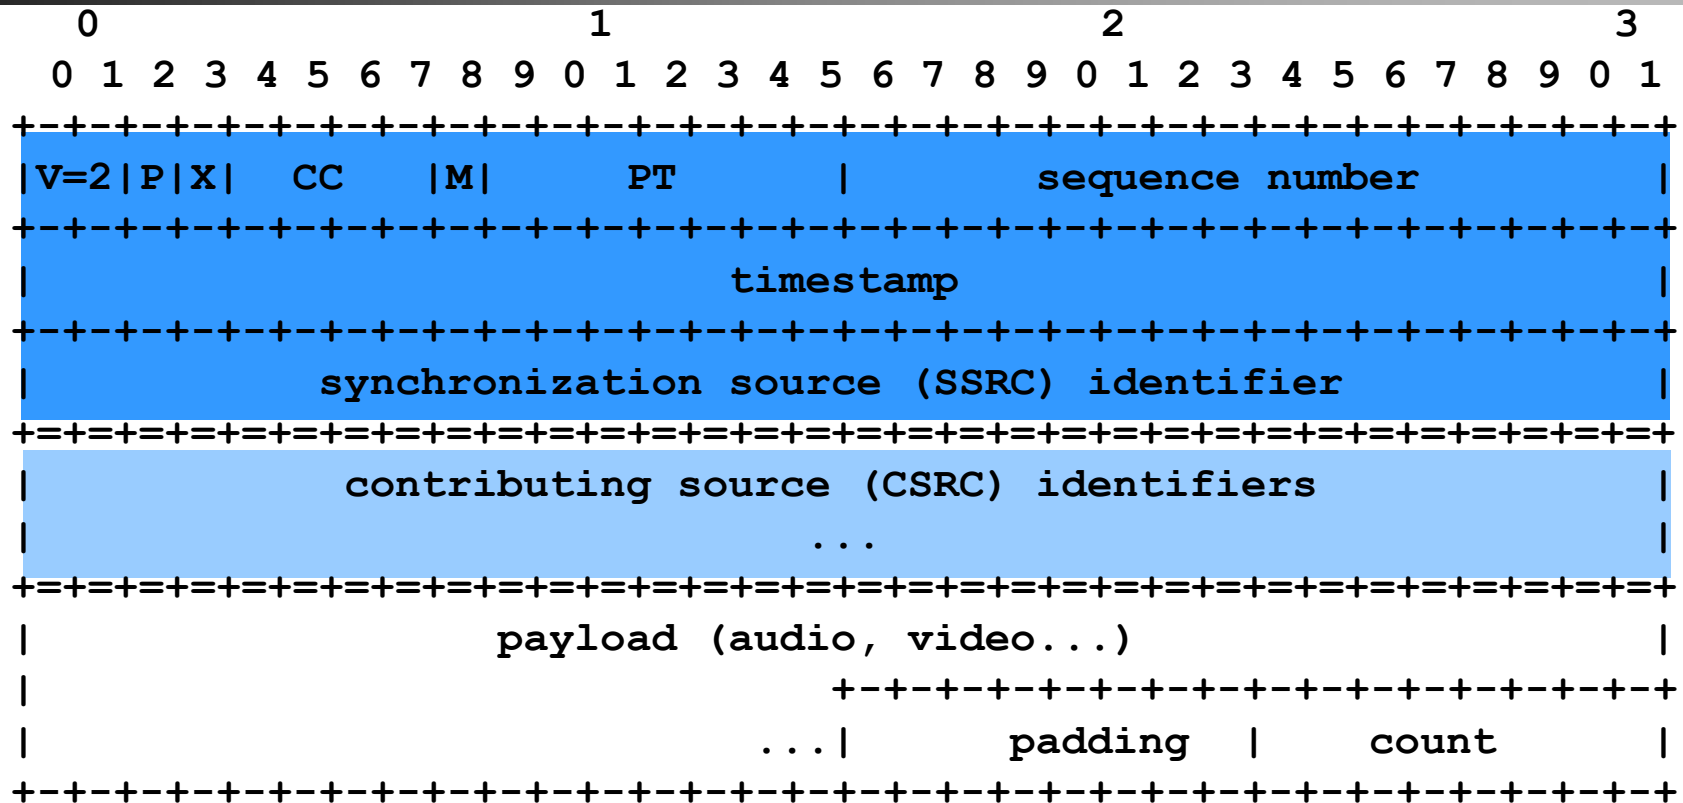 0                   1                   2                   3
 0 1 2 3 4 5 6 7 8 9 0 1 2 3 4 5 6 7 8 9 0 1 2 3 4 5 6 7 8 9 0 1
+-+-+-+-+-+-+-+-+-+-+-+-+-+-+-+-+-+-+-+-+-+-+-+-+-+-+-+-+-+-+-+-+
|V=2|P|X|  CC   |M|     PT      |       sequence number         |
+-+-+-+-+-+-+-+-+-+-+-+-+-+-+-+-+-+-+-+-+-+-+-+-+-+-+-+-+-+-+-+-+
|                           timestamp                           |
+-+-+-+-+-+-+-+-+-+-+-+-+-+-+-+-+-+-+-+-+-+-+-+-+-+-+-+-+-+-+-+-+
|           synchronization source (SSRC) identifier            |
+=+=+=+=+=+=+=+=+=+=+=+=+=+=+=+=+=+=+=+=+=+=+=+=+=+=+=+=+=+=+=+=+
|            contributing source (CSRC) identifiers             |
|                              ...                              |
+=+=+=+=+=+=+=+=+=+=+=+=+=+=+=+=+=+=+=+=+=+=+=+=+=+=+=+=+=+=+=+=+
|                  payload (audio, video...)                    |
|                               +-+-+-+-+-+-+-+-+-+-+-+-+-+-+-+-+
|                            ...|      padding  |    count      |
+-+-+-+-+-+-+-+-+-+-+-+-+-+-+-+-+-+-+-+-+-+-+-+-+-+-+-+-+-+-+-+-+